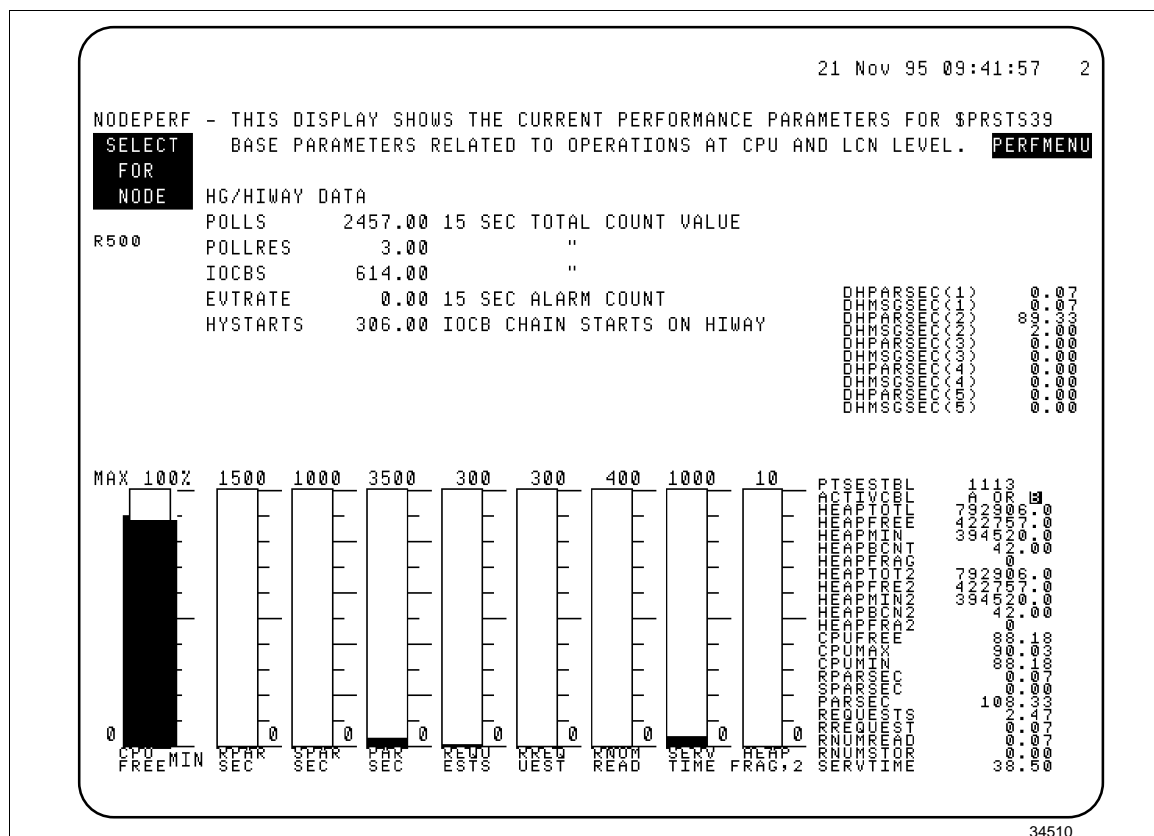 21 Nov 95 09:41:57 2
NODEPERF - THIS DISPLAY SHOWS THE CURRENT PERFORMANCE PARAMETERS FOR $PRSTS39
SELECT BASE PARAMETERS RELATED TO OPERATIONS AT CPU AND LCN LEVEL. PERFMENU
FOR
NODE HG/HIWAY DATA
POLLS 2457.00 15 SEC TOTAL COUNT VALUE
R500
POLLRES 3.00 "
IOCBS 614.00 "
EVTRATE 0.00 15 SEC ALARM COUNT
HYSTARTS 306.00 IOCB CHAIN STARTS ON HIWAY
DHPARSEC(1) 0.07
DHMSGSEC(1) 0.07
DHPARSEC(2) 89.33
DHMSGSEC(2) 2.00
DHPARSEC(3) 0.00
DHMSGSEC(3) 0.00
DHPARSEC(4) 0.00
DHMSGSEC(4) 0.00
DHPARSEC(5) 0.00
DHMSGSEC(5) 0.00
MAX 100% 1500 1000 3500 300 300 400 1000 10
0 0 0 0 0 0 0 0 0
CPU FREE MIN
RPAR SEC
SPAR SEC
PAR SEC
REQU ESTS
RREQ UEST
RNUM READ
SERV TIME
HEAP FRAG,2
PTSESTBL 1113
ACTIVCBL A OR B
HEAPTOTL 792906.0
HEAPFREE 422757.0
HEAPMIN 394520.0
HEAPBCNT 42.00
HEAPFRAG 0
HEAPTOT2 792906.0
HEAPFRE2 422757.0
HEAPMIN2 394520.0
HEAPBCN2 42.00
HEAPFRA2 0
CPUFREE 88.18
CPUMAX 90.03
CPUMIN 88.18
RPARSEC 0.07
SPARSEC 0.00
PARSEC 108.33
REQUESTS 2.47
RREQUEST 0.07
RNUMREAD 0.07
RNUMSTOR 0.00
SERVTIME 38.50
34510